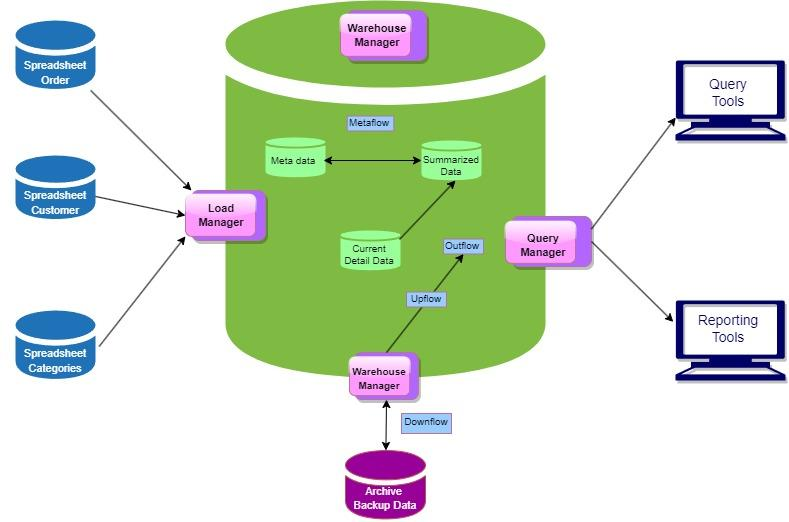 Warehouse
Manager
Spreadsheet
Order
Query
Tools
Metaflow
Meta data
Summarized
Data
Spreadsheet
Customer
Load
Manager
Current
Detail Data
Outflow
Query
Manager
Upflow
Spreadsheet
Categories
Reporting
Tools
Warehouse
Manager
Downflow
Archive
Backup Data